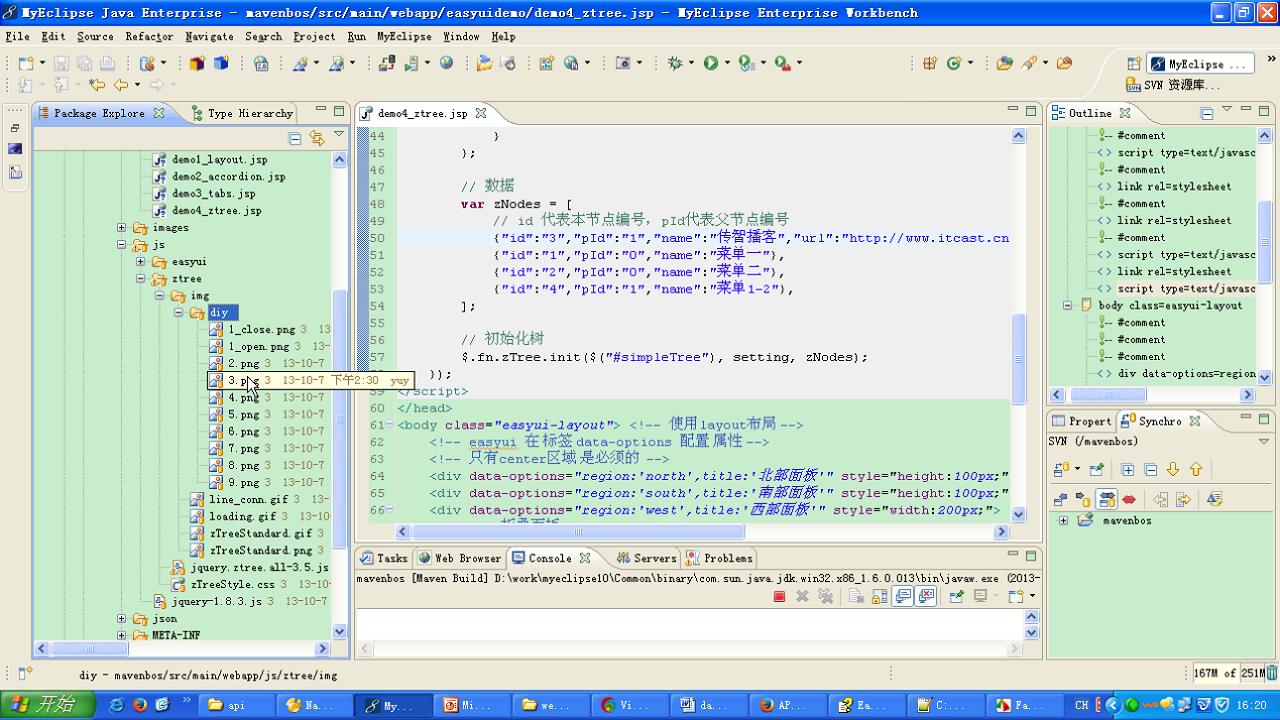 MyEclipse Java Enterprise - mavenbos/src/main/webapp/easyuidemo/demo4_ztree.jsp - MyEclipse Enterprise Workbench
File Edit Source Refactor Navigate Search Project Run MyEclipse Window Help
MyEclipse ...
SVN 资源库...
Package Explore
Type Hierarchy
demo1_layout.jsp
demo2_accordion.jsp
demo3_tabs.jsp
demo4_ztree.jsp
images
js
easyui
ztree
img
diy
1_close.png 3 13
1_open.png 3 13-
2.png 3 13-10-7
3.png 3 13-10-7 下午2:30 yuy
4.png 3 13-10-7
5.png 3 13-10-7
6.png 3 13-10-7
7.png 3 13-10-7
8.png 3 13-10-7
9.png 3 13-10-7
line_conn.gif 3 13-
loading.gif 3 13-10
zTreeStandard.gif 3
zTreeStandard.png 3
jquery.ztree.all-3.5.js
zTreeStyle.css 3 13-10-
jquery-1.8.3.js 3 13-10-7
json
META-INF
demo4_ztree.jsp
44 }
45 };
46
47 // 数据
48 var zNodes = [
49 // id 代表本节点编号，pId代表父节点编号
50 {"id":"3","pId":"1","name":"传智播客","url":"http://www.itcast.cn
51 {"id":"1","pId":"0","name":"菜单一"},
52 {"id":"2","pId":"0","name":"菜单二"},
53 {"id":"4","pId":"1","name":"菜单1-2"},
54 ];
55
56 // 初始化树
57 $.fn.zTree.init($("#simpleTree"), setting, zNodes);
});
59 </script>
60 </head>
61 <body class="easyui-layout"> <!-- 使用layout布局 -->
62 <!-- easyui 在标签data-options 配置属性 -->
63 <!-- 只有center区域是必须的 -->
64 <div data-options="region:'north',title:'北部面板'" style="height:100px;"
65 <div data-options="region:'south',title:'南部面板'" style="height:100px;"
66 <div data-options="region:'west',title:'西部面板'" style="width:200px;">
Outline
#comment
script type=text/javasc
#comment
link rel=stylesheet
#comment
link rel=stylesheet
#comment
link rel=stylesheet
#comment
script type=text/javasc
body class=easyui-layout
#comment
#comment
#comment
div data-options=region
Propert
Synchro
SVN (/mavenbos)
mavenbos
Tasks
Web Browser
Console
Servers
Problems
mavenbos [Maven Build] D:\work\myeclipse10\Common\binary\com.sun.java.jdk.win32.x86_1.6.0.013\bin\javaw.exe (2013-
diy - mavenbos/src/main/webapp/js/ztree/img
167M of 251M
开始
api
Na...
My...
Mi...
we...
Vi...
da...
AP...
Ea...
C:...
Fa...
CH
16:20